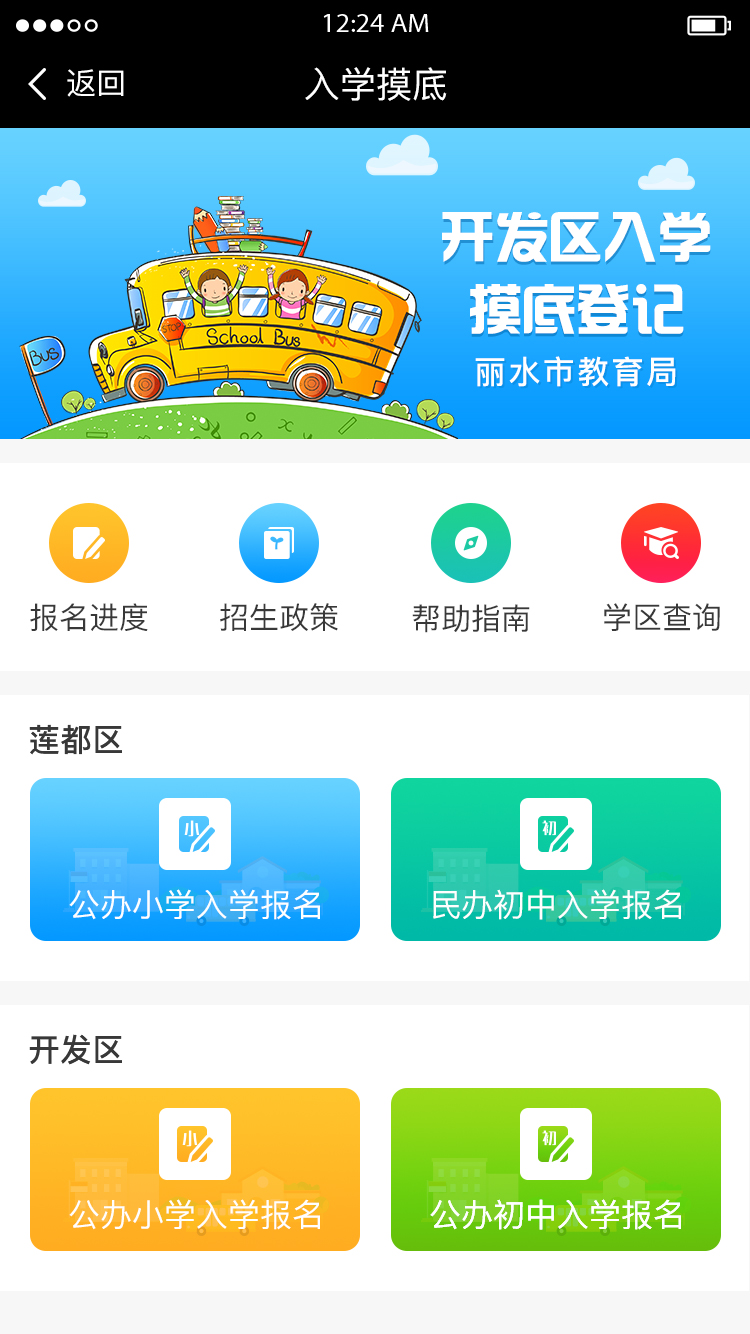 12:24 AM
返回
入学摸底
开发区入学
摸底登记
丽水市教育局
STOP
School Bus
BUS
报名进度
招生政策
帮助指南
学区查询
莲都区
小
初
公办小学入学报名
民办初中入学报名
开发区
小
初
公办小学入学报名
公办初中入学报名